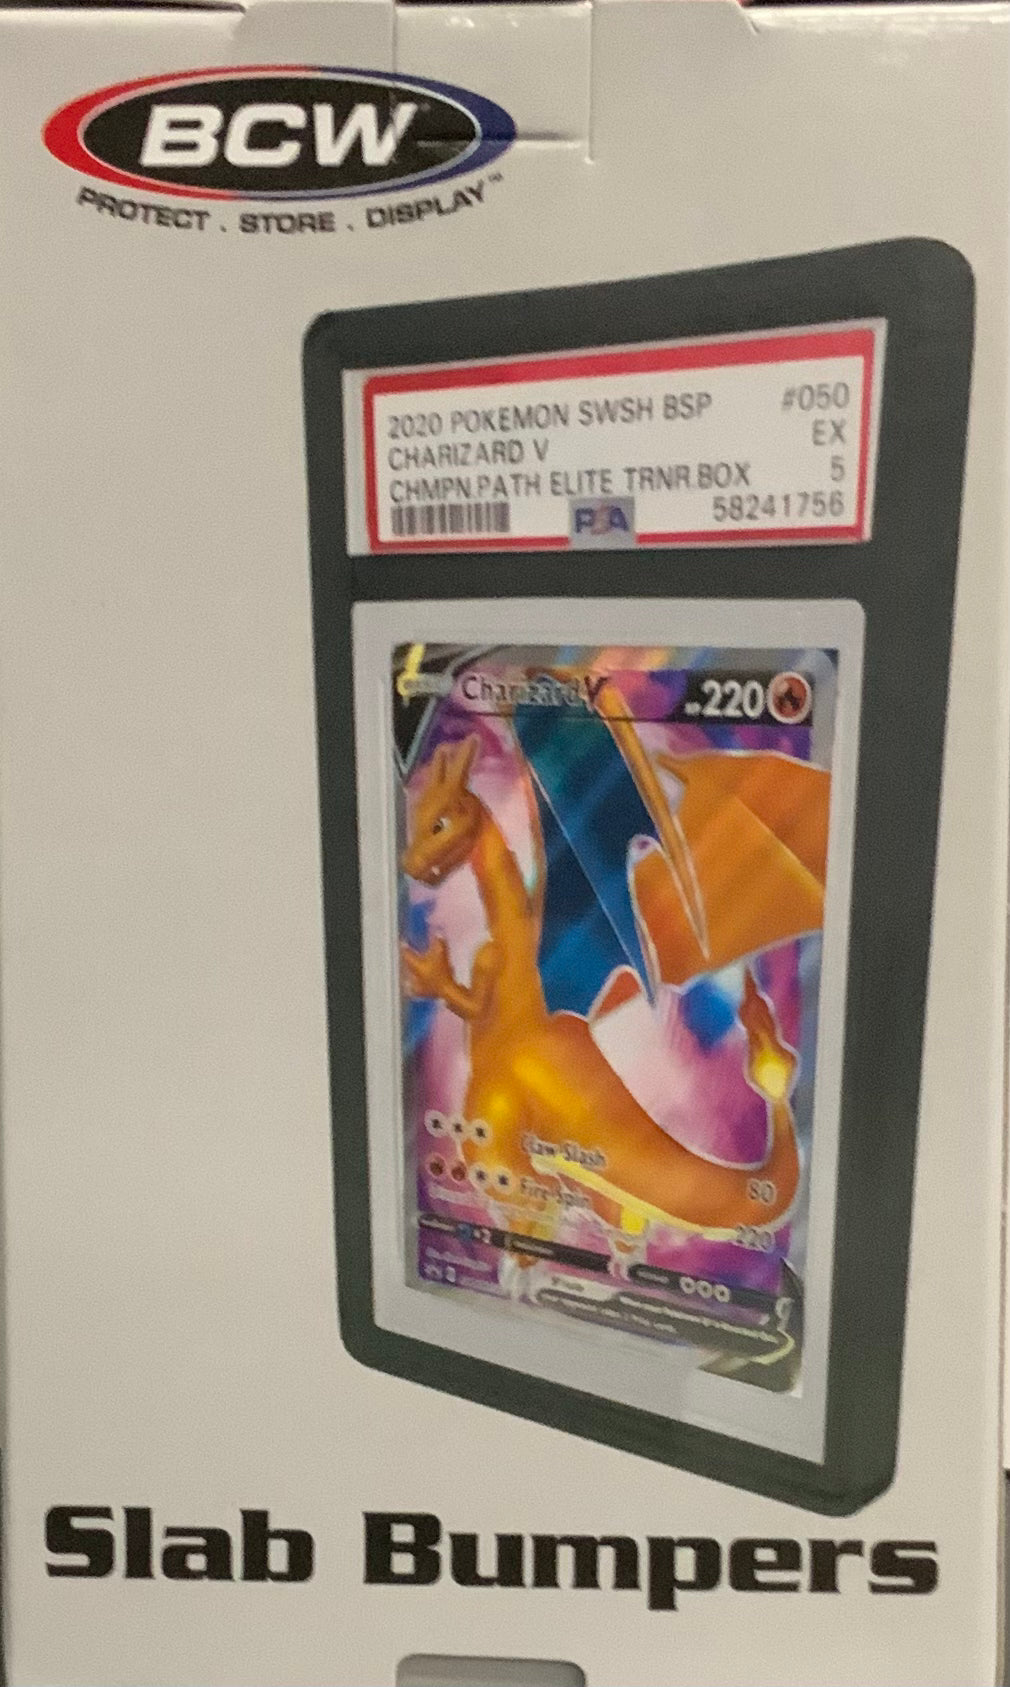 BCW
PROTECT . STORE . DISPLAY™
2020 POKEMON SWSH BSP #050
CHARIZARD V EX
CHMPN.PATH ELITE TRNR.BOX 5
PSA 58241756
Charizard V 220
Claw Slash 80
Fire Spin 220
Slab Bumpers